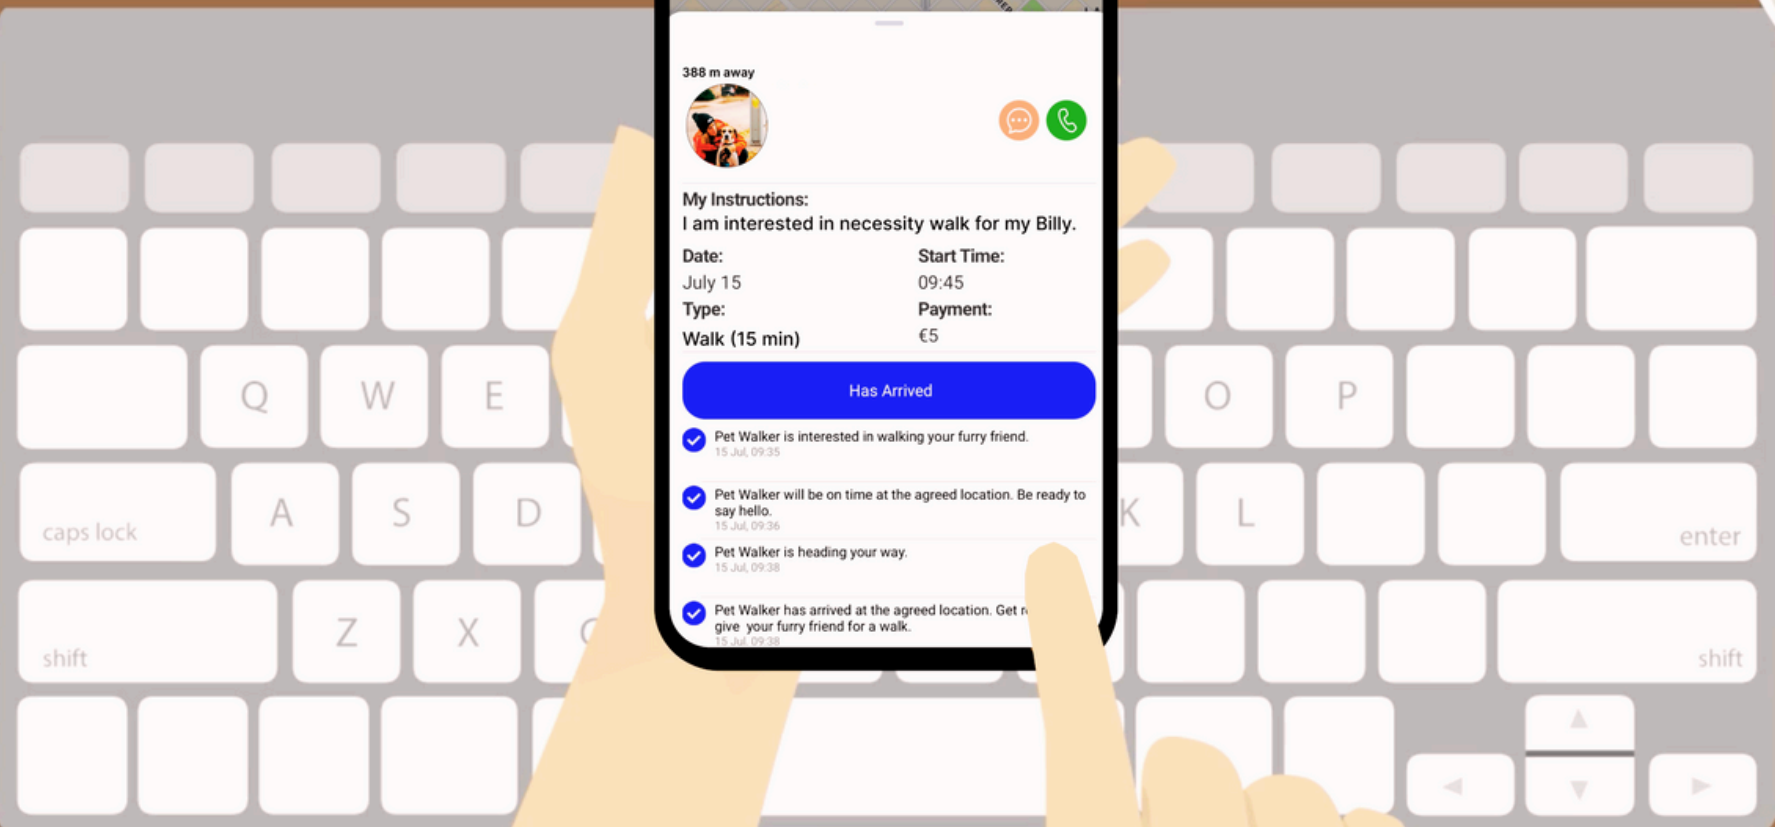 388 m away
My Instructions:
I am interested in necessity walk for my Billy.
Date:
Start Time:
July 15
09:45
Type:
Payment:
Walk (15 min)
€5
Has Arrived
Pet Walker is interested in walking your furry friend.
15 Jul, 09:35
Pet Walker will be on time at the agreed location. Be ready to
say hello.
15 Jul, 09:36
Pet Walker is heading your way.
15 Jul, 09:38
Pet Walker has arrived at the agreed location. Get
give your furry friend for a walk.
15 Jul, 09:38
Q W E O P
caps lock A S D K L enter
shift Z X shift